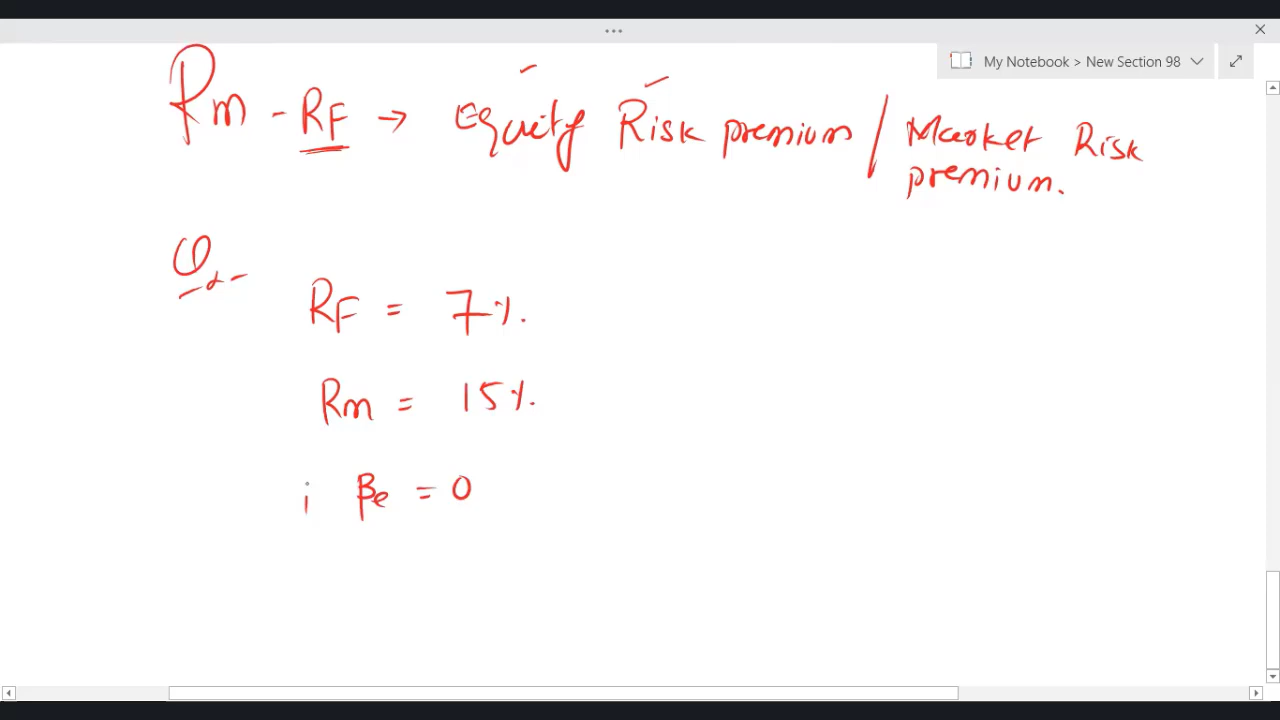 My Notebook > New Section 98
Rm - RF → Equity Risk premium / Market Risk
premium.
Q.-
RF = 7%.
Rm = 15%.
i βe = 0